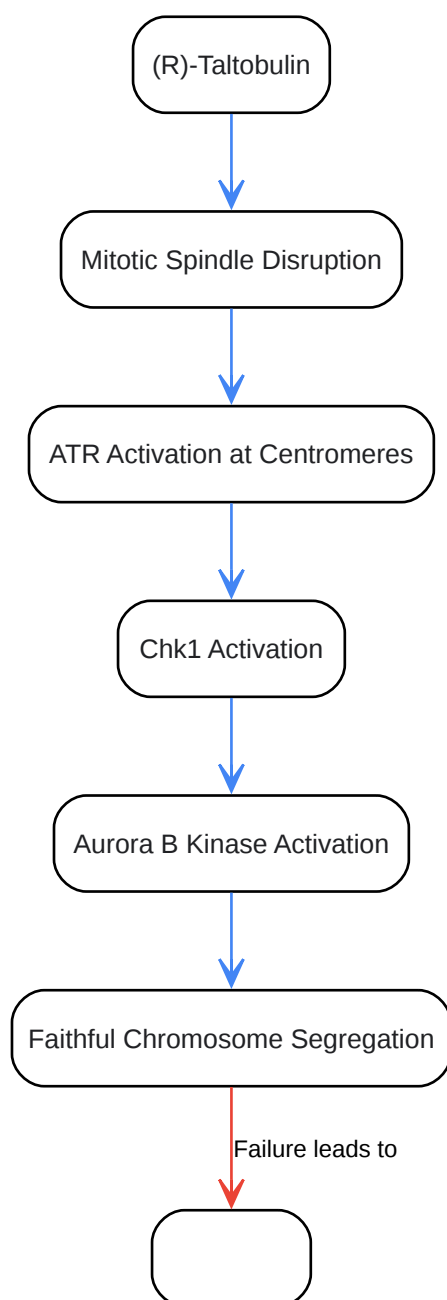 (R)-Taltobulin
Mitotic Spindle Disruption
ATR Activation at Centromeres
Chk1 Activation
Aurora B Kinase Activation
Faithful Chromosome Segregation
Failure leads to